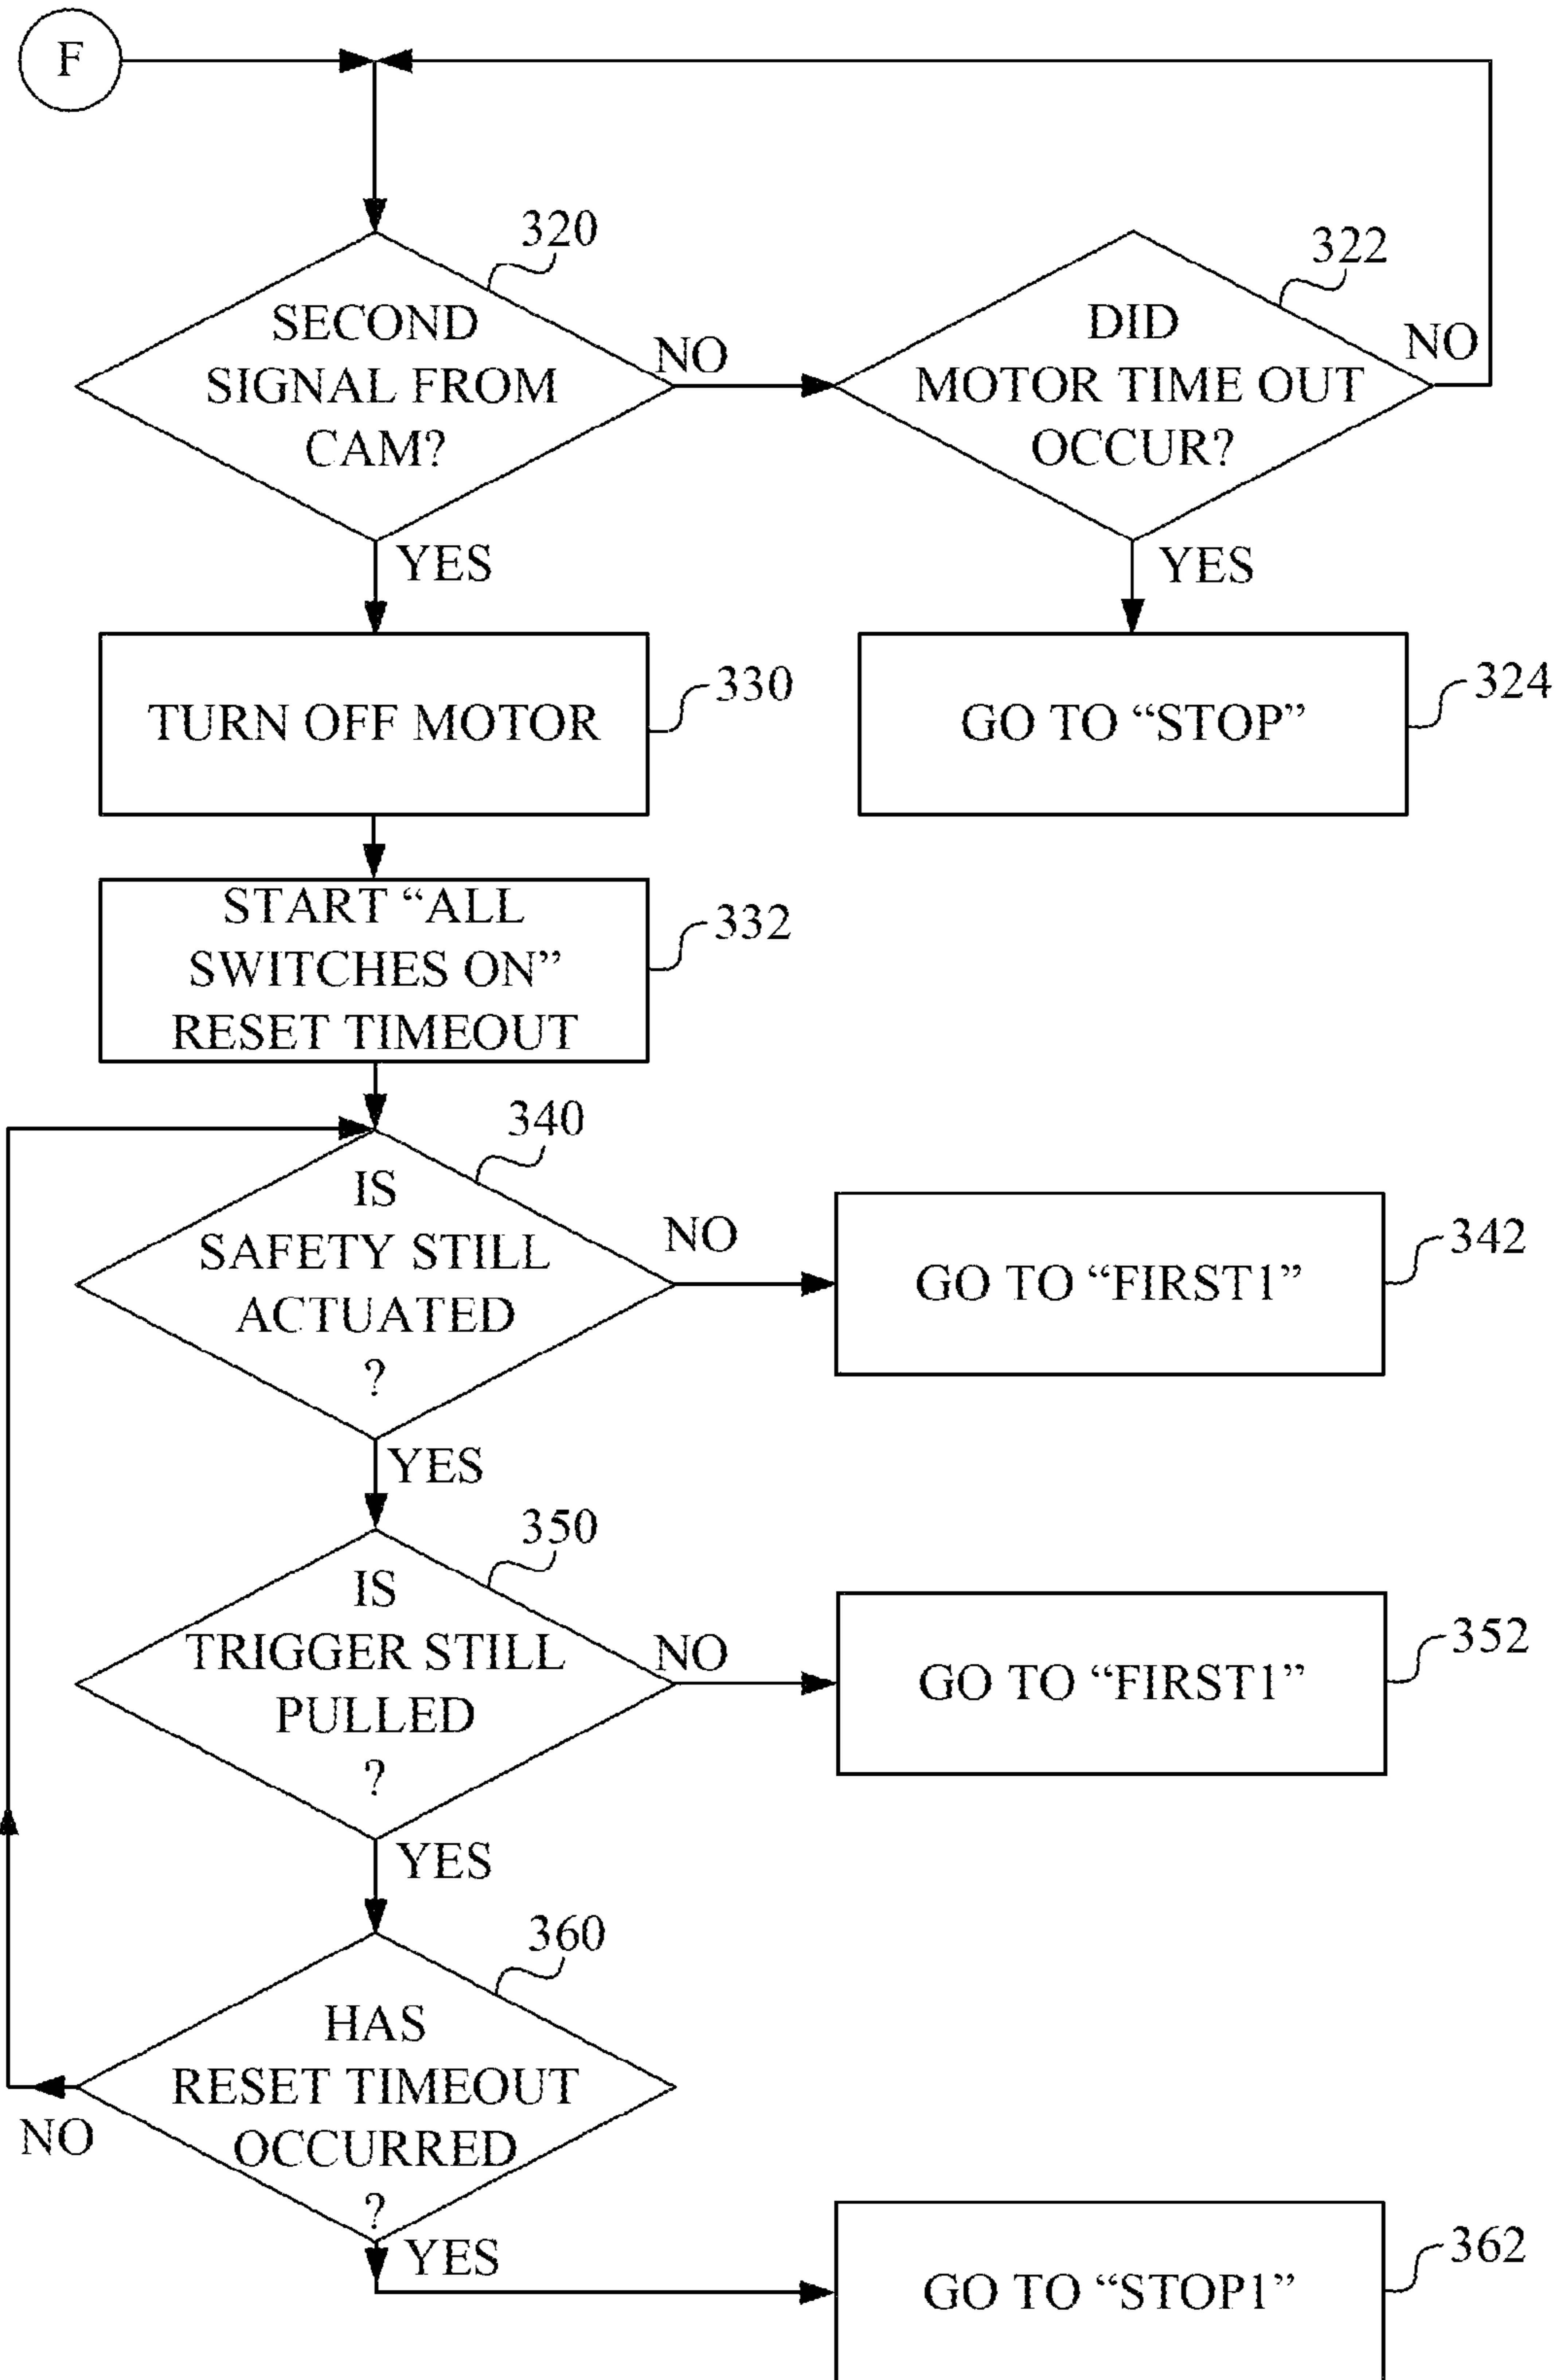 F
320
SECOND
SIGNAL FROM
CAM?
NO
YES
322
DID
MOTOR TIME OUT
OCCUR?
NO
YES
330
TURN OFF MOTOR
324
GO TO “STOP”
332
START “ALL
SWITCHES ON”
RESET TIMEOUT
340
IS
SAFETY STILL
ACTUATED
?
NO
YES
342
GO TO “FIRST1”
350
IS
TRIGGER STILL
PULLED
?
NO
YES
352
GO TO “FIRST1”
360
HAS
RESET TIMEOUT
OCCURRED
?
NO
YES
362
GO TO “STOP1”